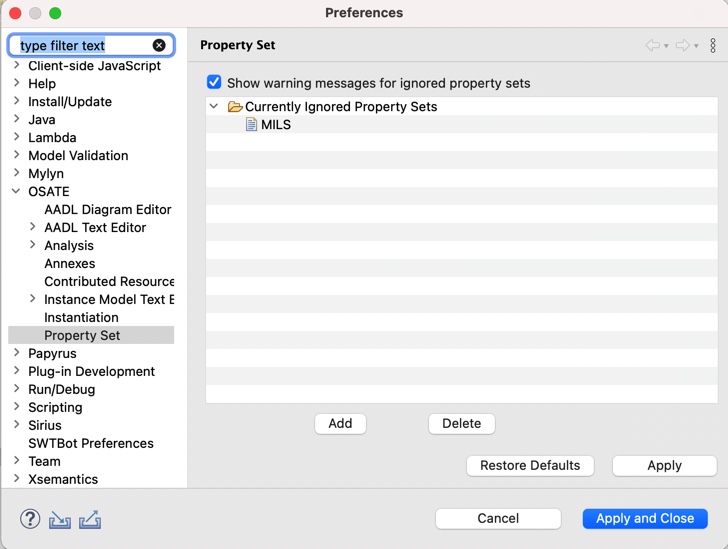 Preferences
type filter text
Client-side JavaScript
Help
Install/Update
Java
Lambda
Model Validation
Mylyn
OSATE
AADL Diagram Editor
AADL Text Editor
Analysis
Annexes
Contributed Resource
Instance Model Text E
Instantiation
Property Set
Papyrus
Plug-in Development
Run/Debug
Scripting
Sirius
SWTBot Preferences
Team
Xsemantics
Property Set
Show warning messages for ignored property sets
Currently Ignored Property Sets
MILS
Add
Delete
Restore Defaults
Apply
?
Cancel
Apply and Close